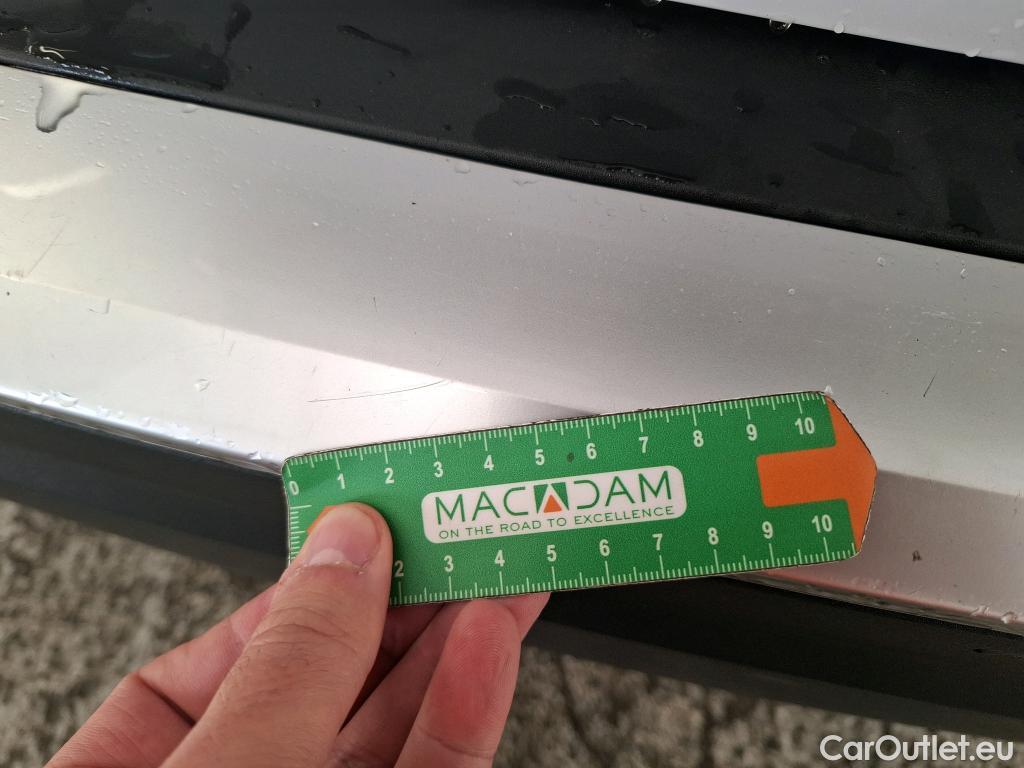 0 1 2 3 4 5 6 7 8 9 10
MACADAM
ON THE ROAD TO EXCELLENCE
2 3 4 5 6 7 8 9 10
CarOutlet.eu